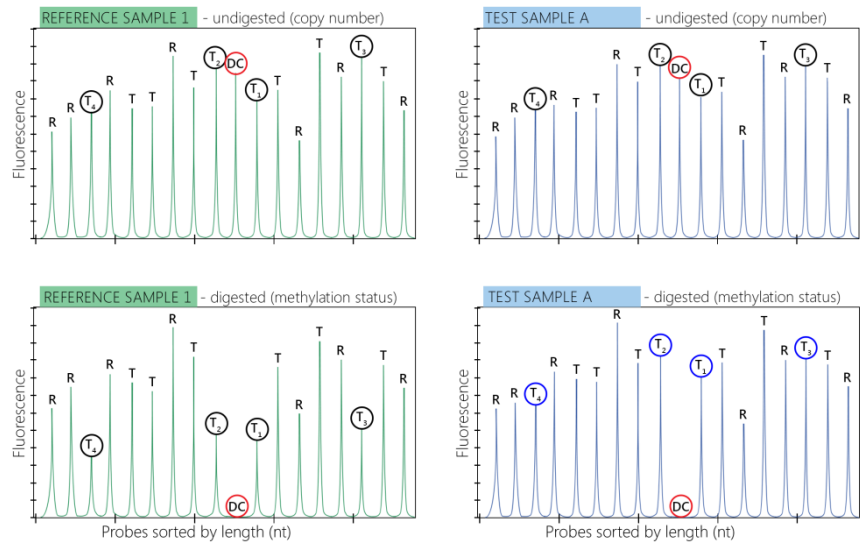 REFERENCE SAMPLE 1 - undigested (copy number)
Fluorescence
R R T4 R T T R T T2 DC T1 T R T R T3 T R
TEST SAMPLE A - undigested (copy number)
Fluorescence
R R T4 R T T R T T2 DC T1 T R T R T3 T R
REFERENCE SAMPLE 1 - digested (methylation status)
Fluorescence
R R T4 R T T R T T2 DC T1 T R T R T3 T R
Probes sorted by length (nt)
TEST SAMPLE A - digested (methylation status)
Fluorescence
R R T4 R T T R T T2 DC T1 T R T R T3 T R
Probes sorted by length (nt)